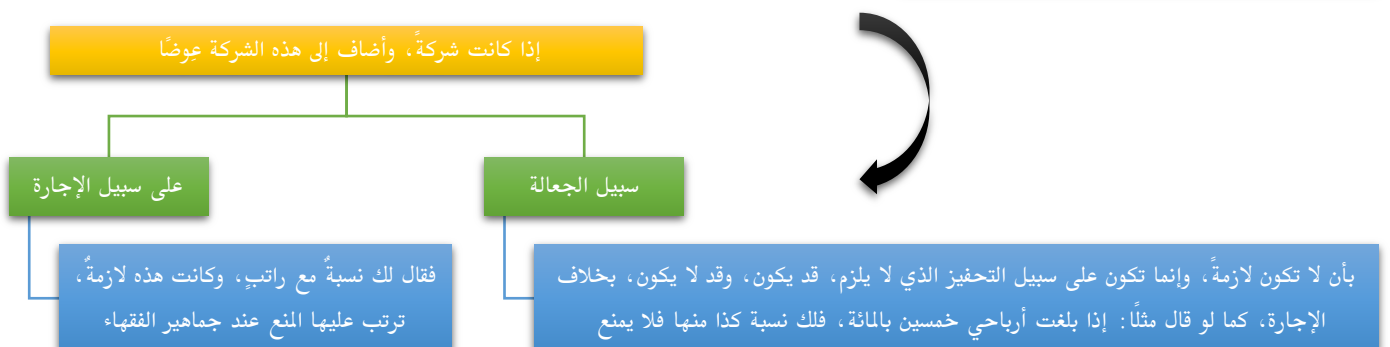 إذا كانت شركةً، وأضاف إلى هذه الشركة عِوضًا
سبيل الجعالة
على سبيل الإجارة
بأن لا تكون لازمةً، وإنما تكون على سبيل التحفيز الذي لا يلزم، قد يكون، وقد لا يكون، بخلاف
الإجارة، كما لو قال مثلًا: إذا بلغت أرباحي خمسين بالمائة، فلك نسبة كذا منها فلا يمنع
فقال لك نسبةٌ مع راتبٍ، وكانت هذه لازمةٌ،
ترتب عليها المنع عند جماهير الفقهاء